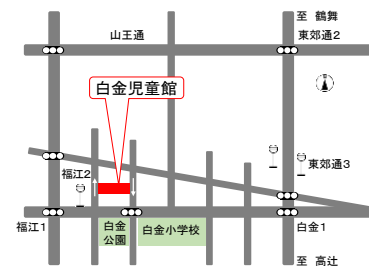 至 鶴舞
山王通
東郊通2
白金児童館
福江2
東郊通3
福江1
白金
公園
白金小学校
白金1
至 高辻